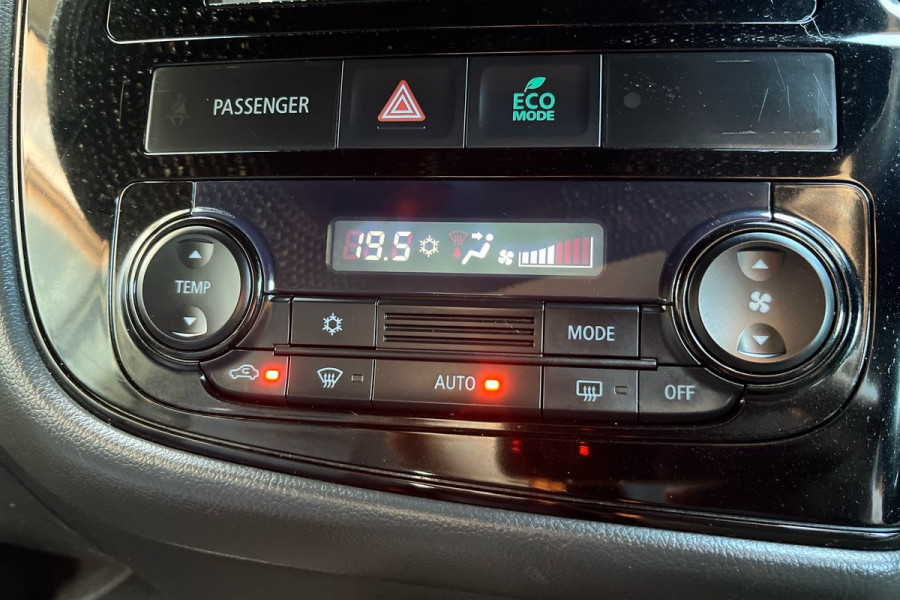 PASSENGER
ECO
MODE
19.5
TEMP
MODE
AUTO
OFF